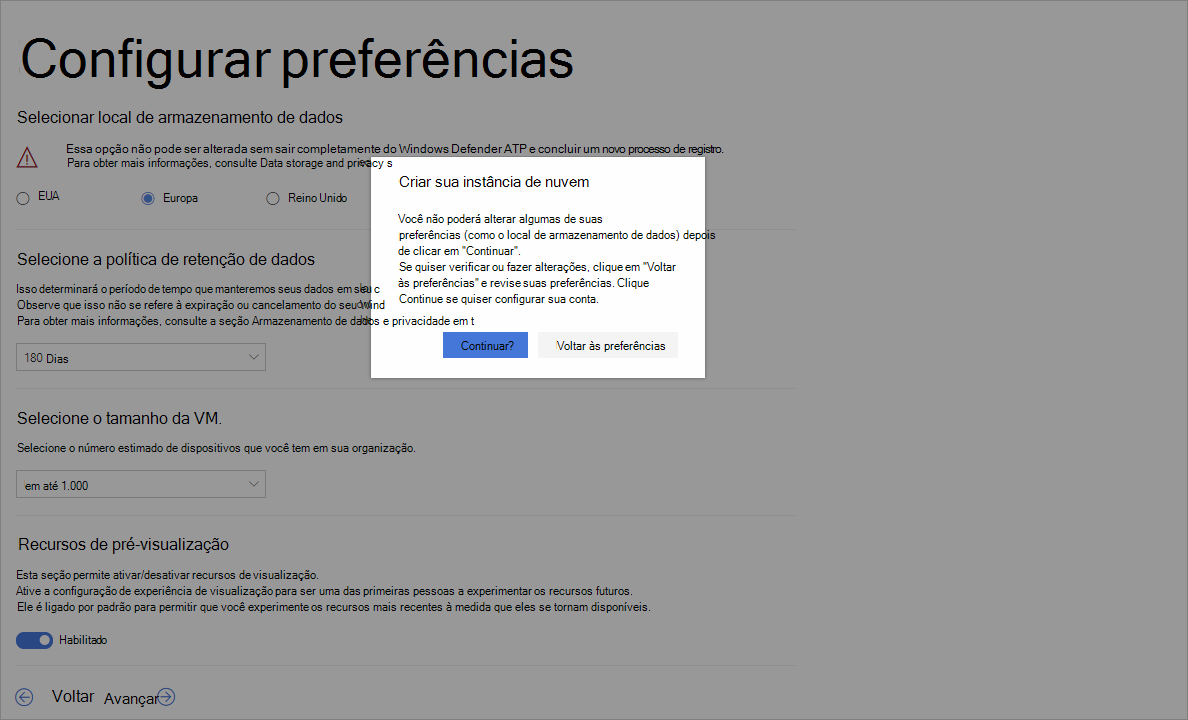 Configurar preferências
Selecionar local de armazenamento de dados
Essa opção não pode ser alterada sem sair completamente do Windows Defender ATP e concluir um novo processo de registro.
Para obter mais informações, consulte Data storage and privacy s
EUA
Europa
Reino Unido
Criar sua instância de nuvem
Você não poderá alterar algumas de suas
preferências (como o local de armazenamento de dados) depois
de clicar em "Continuar".
Se quiser verificar ou fazer alterações, clique em "Voltar
às preferências" e revise suas preferências. Clique
Continue se quiser configurar sua conta.
Continuar?
Voltar às preferências
Selecione a política de retenção de dados
Isso determinará o período de tempo que manteremos seus dados em seu c
Observe que isso não se refere à expiração ou cancelamento do seu Wind
Para obter mais informações, consulte a seção Armazenamento de dados e privacidade em t
180 Dias
Selecione o tamanho da VM.
Selecione o número estimado de dispositivos que você tem em sua organização.
em até 1.000
Recursos de pré-visualização
Esta seção permite ativar/desativar recursos de visualização.
Ative a configuração de experiência de visualização para ser uma das primeiras pessoas a experimentar os recursos futuros.
Ele é ligado por padrão para permitir que você experimente os recursos mais recentes à medida que eles se tornam disponíveis.
Habilitado
Voltar
Avançar